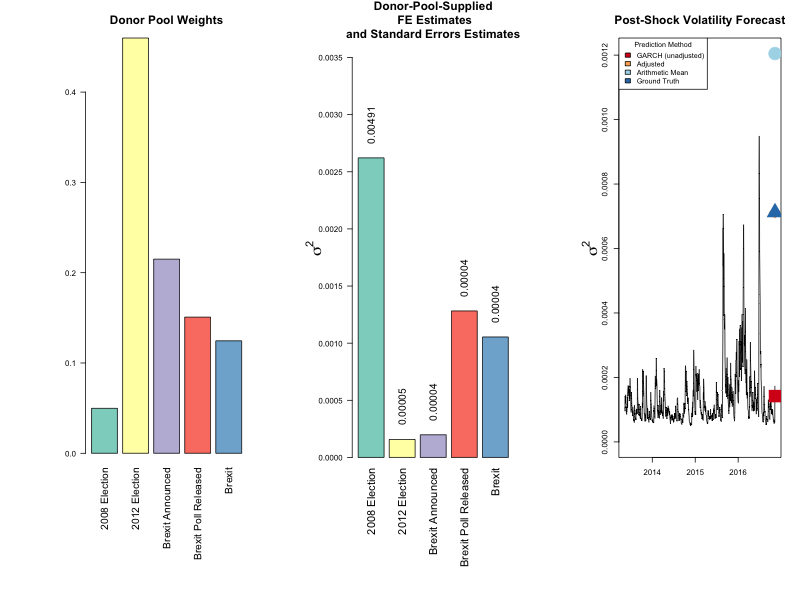 Donor Pool Weights
0.4
0.3
0.2
0.1
0.0
2008 Election
2012 Election
Brexit Announced
Brexit Poll Released
Brexit
Donor-Pool-Supplied
FE Estimates
and Standard Errors Estimates
σ²
0.0035
0.0030
0.0025
0.0020
0.0015
0.0010
0.0005
0.0000
0.00491
0.00005
0.00004
0.00004
0.00004
2008 Election
2012 Election
Brexit Announced
Brexit Poll Released
Brexit
Post-Shock Volatility Forecast
σ²
0.0012
0.0010
0.0008
0.0006
0.0004
0.0002
0.0000
Prediction Method
GARCH (unadjusted)
Adjusted
Arithmetic Mean
Ground Truth
2014
2015
2016